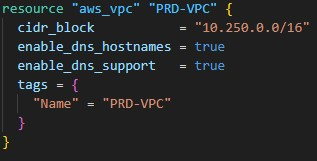 resource "aws_vpc" "PRD-VPC" {
  cidr_block           = "10.250.0.0/16"
  enable_dns_hostnames = true
  enable_dns_support   = true
  tags = {
    "Name" = "PRD-VPC"
  }
}